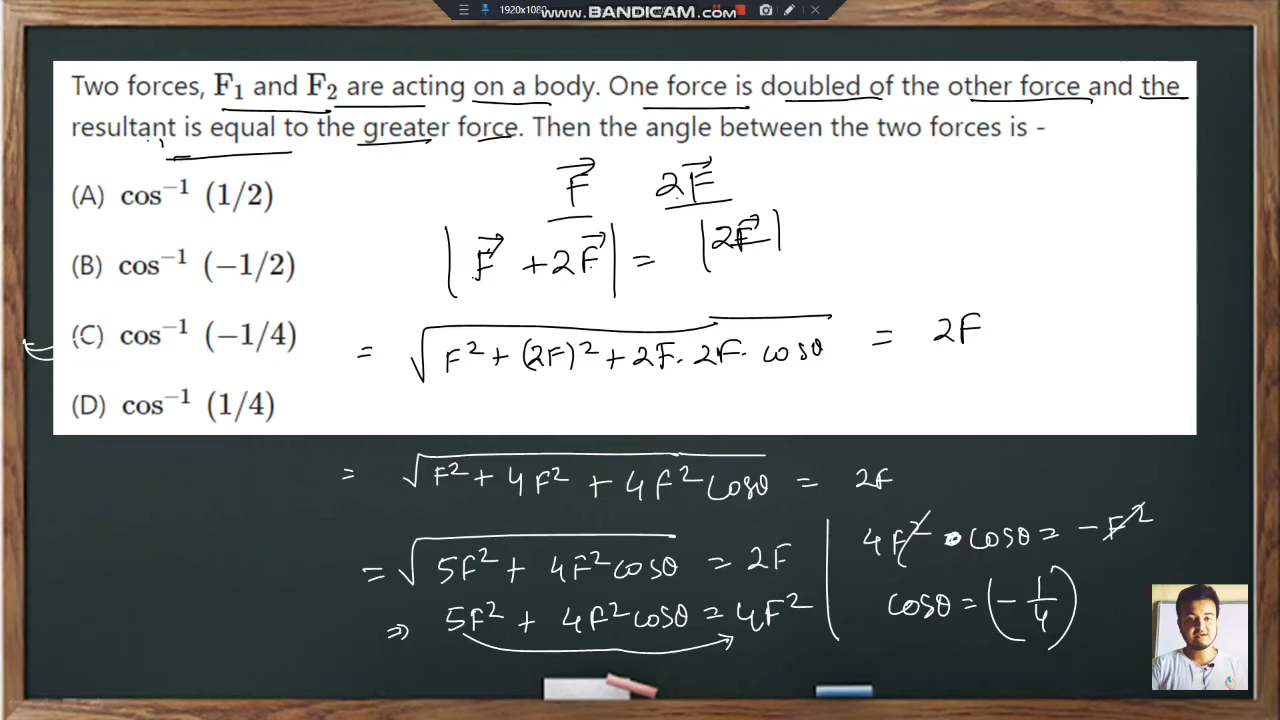 1920x1080
www.BANDICAM.com
Two forces, F₁ and F₂ are acting on a body. One force is doubled of the other force and the
resultant is equal to the greater force. Then the angle between the two forces is -
(A) cos⁻¹ (1/2)
(B) cos⁻¹ (−1/2)
(C) cos⁻¹ (−1/4)
(D) cos⁻¹ (1/4)
F⃗ 2F⃗
|F⃗ + 2F⃗| = |2F⃗|
= √(F² + (2F)² + 2F. 2F. cosθ) = 2F
= √(F² + 4F² + 4F² cosθ) = 2F
= √(5F² + 4F² cosθ) = 2F
⇒ 5F² + 4F² cosθ = 4F²
4F² cosθ = −F²
cosθ = (−1/4)